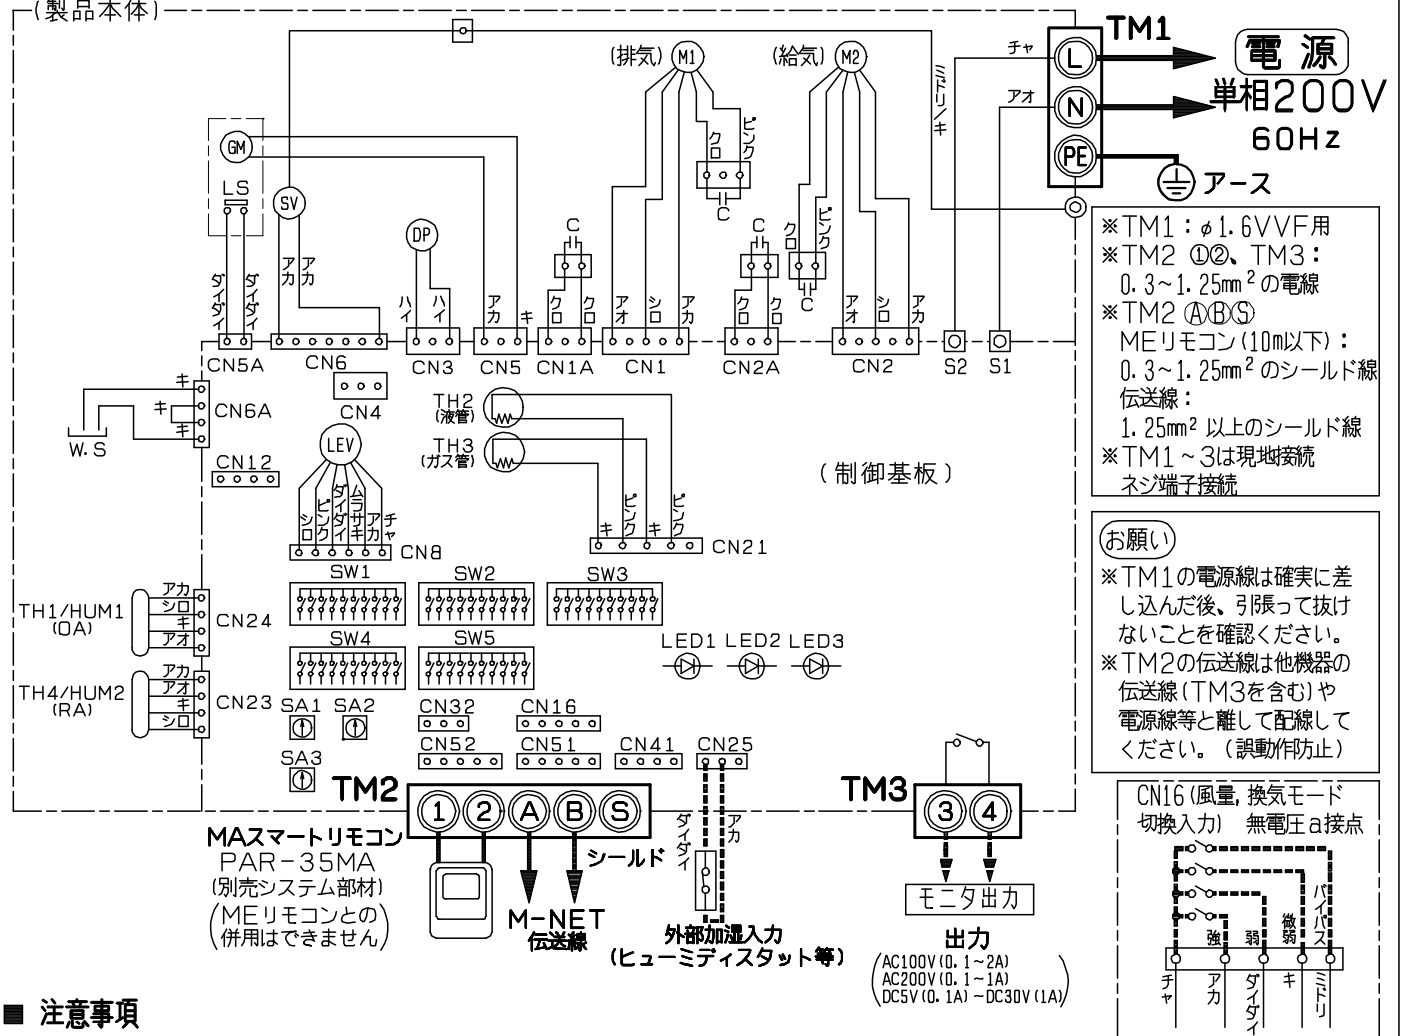 (製品本体)
TM1
電源
単相200V
60Hz
アース
L
N
PE
チャ
アオ
ミドリ/キ
(排気)
M1
(給気)
M2
クロ
ピンク
C
クロ
ピンク
C
GM
LS
SV
DP
C
C
ダイダイ
ダイダイ
アカ
アカ
ハイ
ハイ
アカ
キ
クロ
クロ
アオ
シロ
アカ
クロ
クロ
アオ
シロ
アカ
CN5A
CN6
CN3
CN5
CN1A
CN1
CN2A
CN2
S2
S1
CN4
キ
キ
キ
CN6A
W.S
CN12
LEV
TH2
(液管)
TH3
(ガス管)
(制御基板)
シロ
ピンク
ダイダイ
ムラサキ
アカ
チャ
CN8
キ
ピンク
キ
ピンク
CN21
SW1
SW2
SW3
SW4
SW5
TH1/HUM1
(OA)
アカ
シロ
キ
アオ
CN24
TH4/HUM2
(RA)
アカ
アオ
キ
シロ
CN23
LED1
LED2
LED3
SA1
SA2
SA3
CN32
CN16
CN52
CN51
CN41
CN25
TM2
1
2
A
B
S
TM3
3
4
MAスマートリモコン
PAR-35MA
(別売システム部材)
(MEリモコンとの
併用はできません)
シールド
M-NET
伝送線
ダイダイ
アカ
外部加湿入力
(ヒューミディスタット等)
モニタ出力
出力
(AC100V(0.1~2A)
AC200V(0.1~1A)
DC5V(0.1A)~DC30V(1A))
※TM1:φ1.6VVF用
※TM2 ①②、TM3:
0.3~1.25mm²の電線
※TM2 ⒶⒷⓈ
MEリモコン(10m以下):
0.3~1.25mm²のシールド線
伝送線:
1.25mm²以上のシールド線
※TM1~3は現地接続
ネジ端子接続
お願い
※TM1の電源線は確実に差
し込んだ後、引張って抜け
ないことを確認ください。
※TM2の伝送線は他機器の
伝送線(TM3を含む)や
電源線等と離して配線して
ください。(誤動作防止)
CN16(風量,換気モード
切換入力) 無電圧a接点
強
弱
微弱
バイパス
チャ
アカ
ダイダイ
キ
ミドリ
■ 注意事項